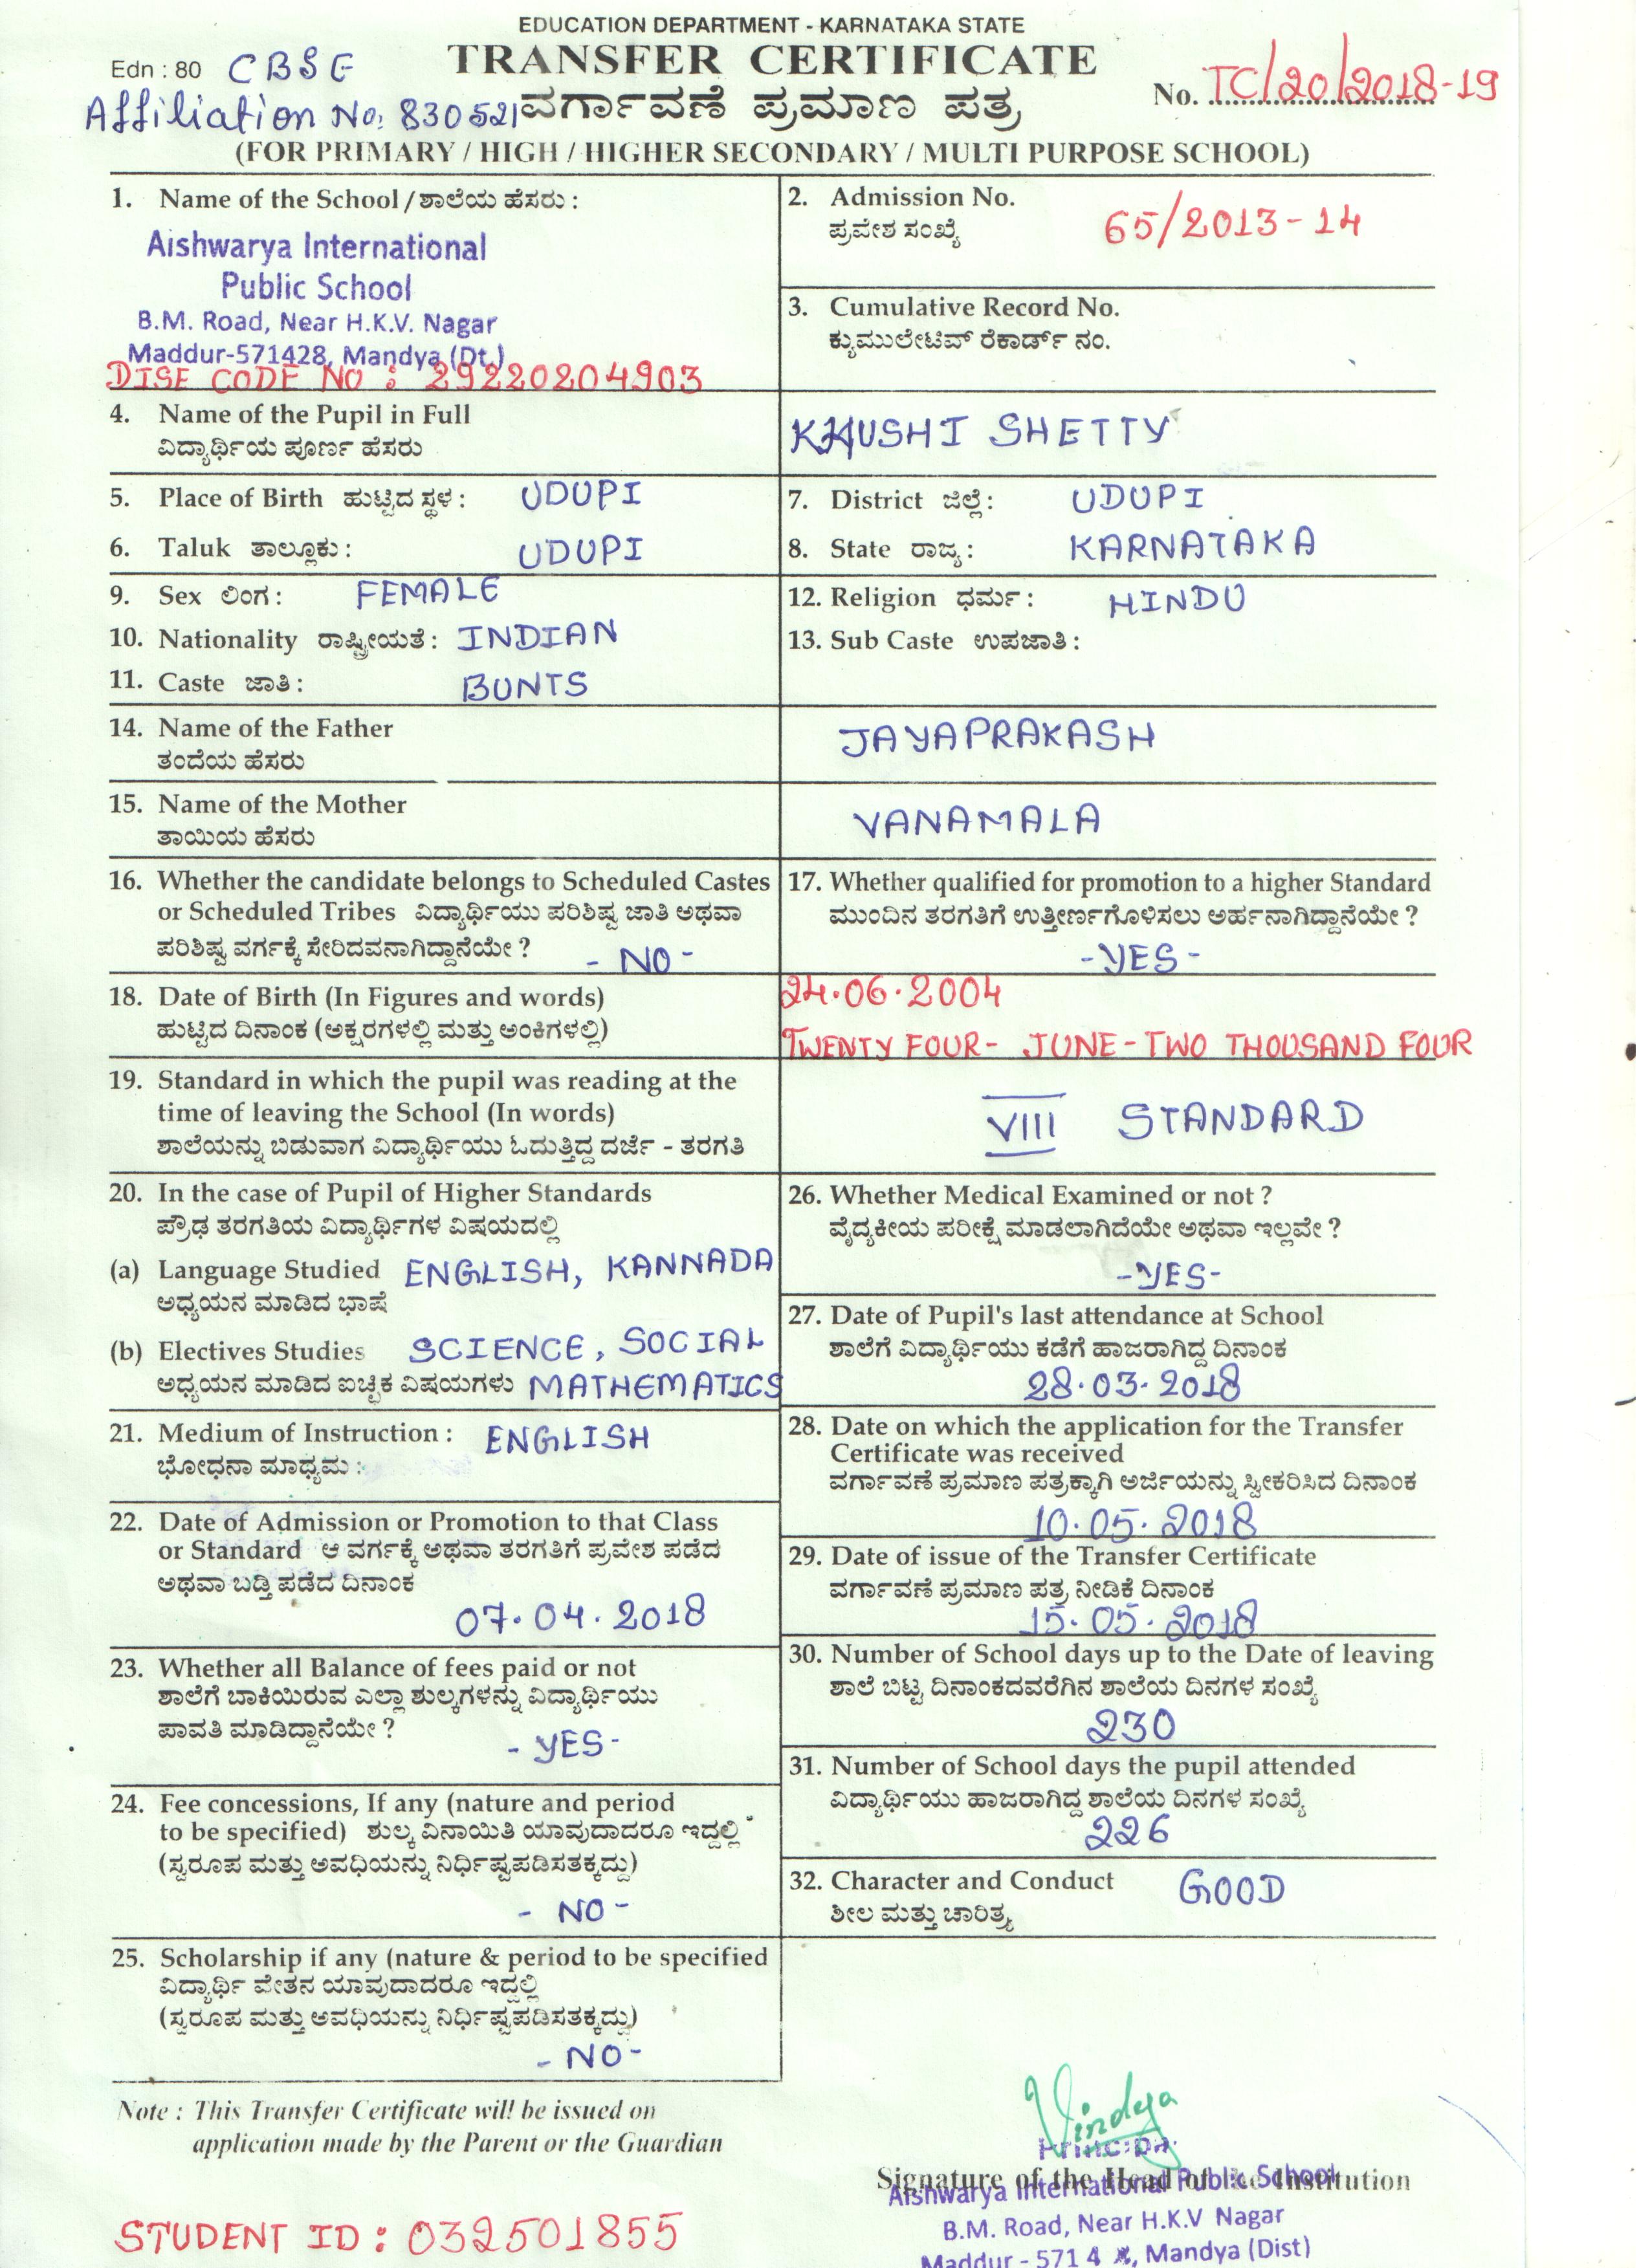 EDUCATION DEPARTMENT - KARNATAKA STATE
Edn : 80 CBSE
TRANSFER CERTIFICATE
No. TC/20/2018-19
Affiliation No: 830521
ವರ್ಗಾವಣೆ ಪ್ರಮಾಣ ಪತ್ರ
(FOR PRIMARY / HIGH / HIGHER SECONDARY / MULTI PURPOSE SCHOOL)
1. Name of the School / ಶಾಲೆಯ ಹೆಸರು :
Aishwarya International
Public School
B.M. Road, Near H.K.V. Nagar
Maddur-571428, Mandya (Dt.)
DISE CODE NO : 29220204903
2. Admission No.
ಪ್ರವೇಶ ಸಂಖ್ಯೆ
65/2013-14
3. Cumulative Record No.
ಕ್ಯುಮುಲೇಟಿವ್ ರೆಕಾರ್ಡ್ ನಂ.
4. Name of the Pupil in Full
ವಿದ್ಯಾರ್ಥಿಯ ಪೂರ್ಣ ಹೆಸರು
KHUSHI SHETTY
5. Place of Birth ಹುಟ್ಟಿದ ಸ್ಥಳ : UDUPI
6. Taluk ತಾಲ್ಲೂಕು : UDUPI
7. District ಜಿಲ್ಲೆ : UDUPI
8. State ರಾಜ್ಯ : KARNATAKA
9. Sex ಲಿಂಗ : FEMALE
10. Nationality ರಾಷ್ಟ್ರೀಯತೆ : INDIAN
11. Caste ಜಾತಿ : BUNTS
12. Religion ಧರ್ಮ : HINDU
13. Sub Caste ಉಪಜಾತಿ :
14. Name of the Father
ತಂದೆಯ ಹೆಸರು
JAYAPRAKASH
15. Name of the Mother
ತಾಯಿಯ ಹೆಸರು
VANAMALA
16. Whether the candidate belongs to Scheduled Castes
or Scheduled Tribes ವಿದ್ಯಾರ್ಥಿಯು ಪರಿಶಿಷ್ಟ ಜಾತಿ ಅಥವಾ
ಪರಿಶಿಷ್ಟ ವರ್ಗಕ್ಕೆ ಸೇರಿದವನಾಗಿದ್ದಾನೆಯೇ ? - NO -
17. Whether qualified for promotion to a higher Standard
ಮುಂದಿನ ತರಗತಿಗೆ ಉತ್ತೀರ್ಣಗೊಳಿಸಲು ಅರ್ಹನಾಗಿದ್ದಾನೆಯೇ ?
-YES-
18. Date of Birth (In Figures and words)
ಹುಟ್ಟಿದ ದಿನಾಂಕ (ಅಕ್ಷರಗಳಲ್ಲಿ ಮತ್ತು ಅಂಕಿಗಳಲ್ಲಿ)
24.06.2004
TWENTY FOUR- JUNE-TWO THOUSAND FOUR
19. Standard in which the pupil was reading at the
time of leaving the School (In words)
ಶಾಲೆಯನ್ನು ಬಿಡುವಾಗ ವಿದ್ಯಾರ್ಥಿಯು ಓದುತ್ತಿದ್ದ ದರ್ಜೆ - ತರಗತಿ
VIII STANDARD
20. In the case of Pupil of Higher Standards
ಪ್ರೌಢ ತರಗತಿಯ ವಿದ್ಯಾರ್ಥಿಗಳ ವಿಷಯದಲ್ಲಿ
(a) Language Studied ENGLISH, KANNADA
ಅಧ್ಯಯನ ಮಾಡಿದ ಭಾಷೆ
(b) Electives Studies SCIENCE, SOCIAL
ಅಧ್ಯಯನ ಮಾಡಿದ ಐಚ್ಛಿಕ ವಿಷಯಗಳು MATHEMATICS
21. Medium of Instruction : ENGLISH
ಭೋಧನಾ ಮಾಧ್ಯಮ :
22. Date of Admission or Promotion to that Class
or Standard ಆ ವರ್ಗಕ್ಕೆ ಅಥವಾ ತರಗತಿಗೆ ಪ್ರವೇಶ ಪಡೆದ
ಅಥವಾ ಬಡ್ತಿ ಪಡೆದ ದಿನಾಂಕ
07.04.2018
23. Whether all Balance of fees paid or not
ಶಾಲೆಗೆ ಬಾಕಿಯಿರುವ ಎಲ್ಲಾ ಶುಲ್ಕಗಳನ್ನು ವಿದ್ಯಾರ್ಥಿಯು
ಪಾವತಿ ಮಾಡಿದ್ದಾನೆಯೇ ?
- YES-
24. Fee concessions, If any (nature and period
to be specified) ಶುಲ್ಕ ವಿನಾಯಿತಿ ಯಾವುದಾದರೂ ಇದ್ದಲ್ಲಿ
(ಸ್ವರೂಪ ಮತ್ತು ಅವಧಿಯನ್ನು ನಿರ್ಧಿಷ್ಟಪಡಿಸತಕ್ಕದ್ದು)
- NO -
25. Scholarship if any (nature & period to be specified
ವಿದ್ಯಾರ್ಥಿ ವೇತನ ಯಾವುದಾದರೂ ಇದ್ದಲ್ಲಿ
(ಸ್ವರೂಪ ಮತ್ತು ಅವಧಿಯನ್ನು ನಿರ್ಧಿಷ್ಟಪಡಿಸತಕ್ಕದ್ದು)
- NO-
26. Whether Medical Examined or not ?
ವೈದ್ಯಕೀಯ ಪರೀಕ್ಷೆ ಮಾಡಲಾಗಿದೆಯೇ ಅಥವಾ ಇಲ್ಲವೇ ?
-YES-
27. Date of Pupil's last attendance at School
ಶಾಲೆಗೆ ವಿದ್ಯಾರ್ಥಿಯು ಕಡೆಗೆ ಹಾಜರಾಗಿದ್ದ ದಿನಾಂಕ
28.03.2018
28. Date on which the application for the Transfer
Certificate was received
ವರ್ಗಾವಣೆ ಪ್ರಮಾಣ ಪತ್ರಕ್ಕಾಗಿ ಅರ್ಜಿಯನ್ನು ಸ್ವೀಕರಿಸಿದ ದಿನಾಂಕ
10.05.2018
29. Date of issue of the Transfer Certificate
ವರ್ಗಾವಣೆ ಪ್ರಮಾಣ ಪತ್ರ ನೀಡಿಕೆ ದಿನಾಂಕ
15.05.2018
30. Number of School days up to the Date of leaving
ಶಾಲೆ ಬಿಟ್ಟ ದಿನಾಂಕದವರೆಗಿನ ಶಾಲೆಯ ದಿನಗಳ ಸಂಖ್ಯೆ
230
31. Number of School days the pupil attended
ವಿದ್ಯಾರ್ಥಿಯು ಹಾಜರಾಗಿದ್ದ ಶಾಲೆಯ ದಿನಗಳ ಸಂಖ್ಯೆ
226
32. Character and Conduct GOOD
ಶೀಲ ಮತ್ತು ಚಾರಿತ್ರ್ಯ
Note : This Transfer Certificate will be issued on
application made by the Parent or the Guardian
Vindya
Principal
Signature of the Head of the Institution
Aishwarya International Public School
B.M. Road, Near H.K.V Nagar
Maddur - 571 4 , Mandya (Dist)
STUDENT ID : 032501855